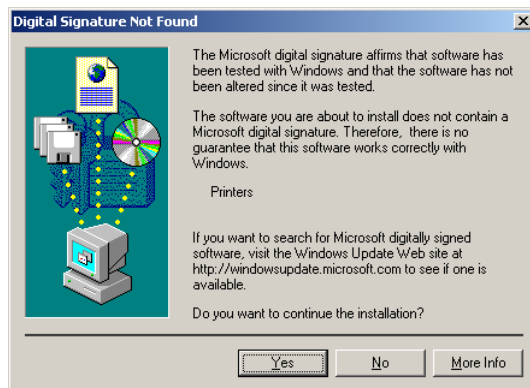 Digital Signature Not Found
The Microsoft digital signature affirms that software has
been tested with Windows and that the software has not
been altered since it was tested.
The software you are about to install does not contain a
Microsoft digital signature. Therefore, there is no
guarantee that this software works correctly with
Windows.
Printers
If you want to search for Microsoft digitally signed
software, visit the Windows Update Web site at
http://windowsupdate.microsoft.com to see if one is
available.
Do you want to continue the installation?
Yes No More Info